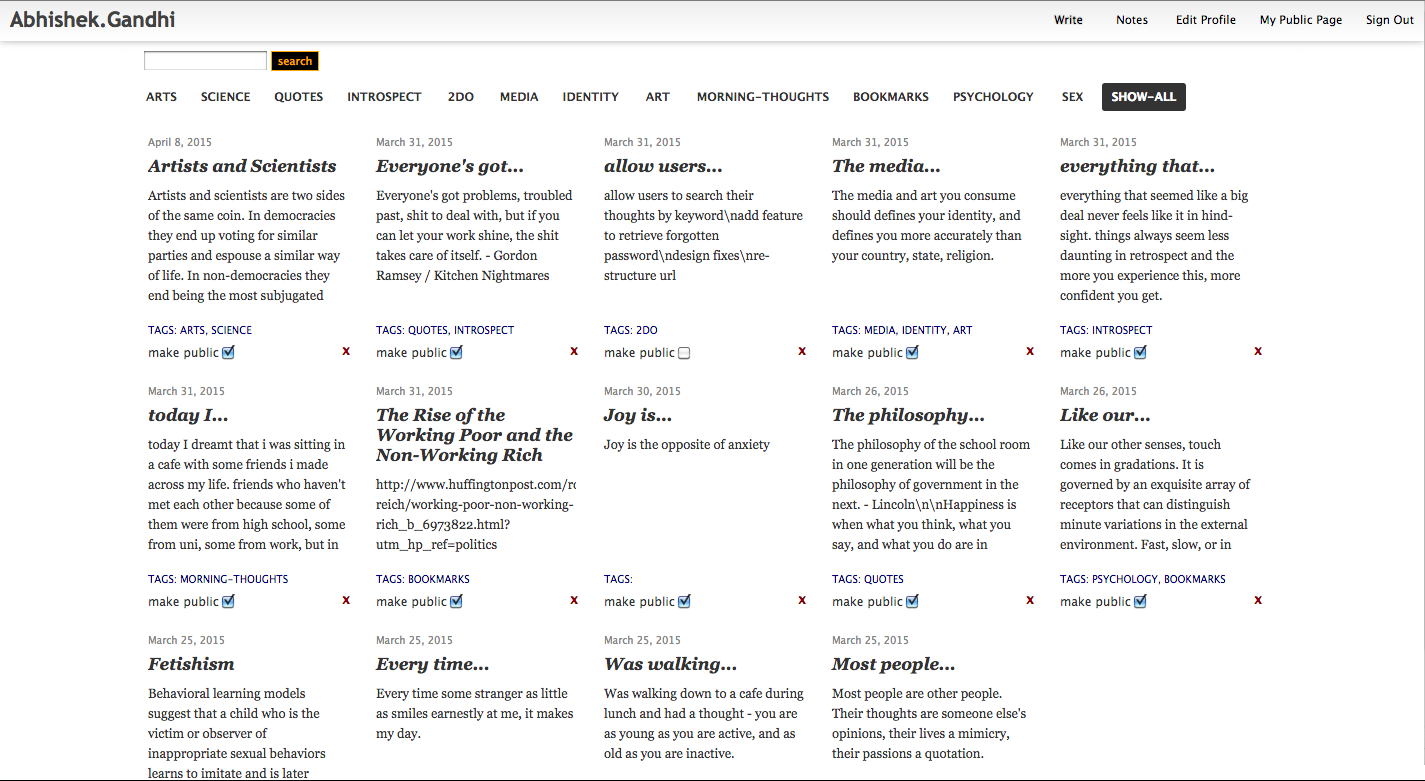 Abhishek.Gandhi
Write Notes Edit Profile My Public Page Sign Out
search
ARTS SCIENCE QUOTES INTROSPECT 2DO MEDIA IDENTITY ART MORNING-THOUGHTS BOOKMARKS PSYCHOLOGY SEX SHOW-ALL
April 8, 2015
Artists and Scientists
Artists and scientists are two sides
of the same coin. In democracies
they end up voting for similar
parties and espouse a similar way
of life. In non-democracies they
end being the most subjugated
TAGS: ARTS, SCIENCE
make public
x
March 31, 2015
Everyone's got...
Everyone's got problems, troubled
past, shit to deal with, but if you
can let your work shine, the shit
takes care of itself. - Gordon
Ramsey / Kitchen Nightmares
TAGS: QUOTES, INTROSPECT
make public
x
March 31, 2015
allow users...
allow users to search their
thoughts by keyword\nadd feature
to retrieve forgotten
password\ndesign fixes\nre-
structure url
TAGS: 2DO
make public
x
March 31, 2015
The media...
The media and art you consume
should defines your identity, and
defines you more accurately than
your country, state, religion.
TAGS: MEDIA, IDENTITY, ART
make public
x
March 31, 2015
everything that...
everything that seemed like a big
deal never feels like it in hind-
sight. things always seem less
daunting in retrospect and the
more you experience this, more
confident you get.
TAGS: INTROSPECT
make public
x
March 31, 2015
today I...
today I dreamt that i was sitting in
a cafe with some friends i made
across my life. friends who haven't
met each other because some of
them were from high school, some
from uni, some from work, but in
TAGS: MORNING-THOUGHTS
make public
x
March 31, 2015
The Rise of the
Working Poor and the
Non-Working Rich
http://www.huffingtonpost.com/ro
reich/working-poor-non-working-
rich_b_6973822.html?
utm_hp_ref=politics
TAGS: BOOKMARKS
make public
x
March 30, 2015
Joy is...
Joy is the opposite of anxiety
TAGS:
make public
x
March 26, 2015
The philosophy...
The philosophy of the school room
in one generation will be the
philosophy of government in the
next. - Lincoln\n\nHappiness is
when what you think, what you
say, and what you do are in
TAGS: QUOTES
make public
x
March 26, 2015
Like our...
Like our other senses, touch
comes in gradations. It is
governed by an exquisite array of
receptors that can distinguish
minute variations in the external
environment. Fast, slow, or in
TAGS: PSYCHOLOGY, BOOKMARKS
make public
x
March 25, 2015
Fetishism
Behavioral learning models
suggest that a child who is the
victim or observer of
inappropriate sexual behaviors
learns to imitate and is later
March 25, 2015
Every time...
Every time some stranger as little
as smiles earnestly at me, it makes
my day.
March 25, 2015
Was walking...
Was walking down to a cafe during
lunch and had a thought - you are
as young as you are active, and as
old as you are inactive.
March 25, 2015
Most people...
Most people are other people.
Their thoughts are someone else's
opinions, their lives a mimicry,
their passions a quotation.